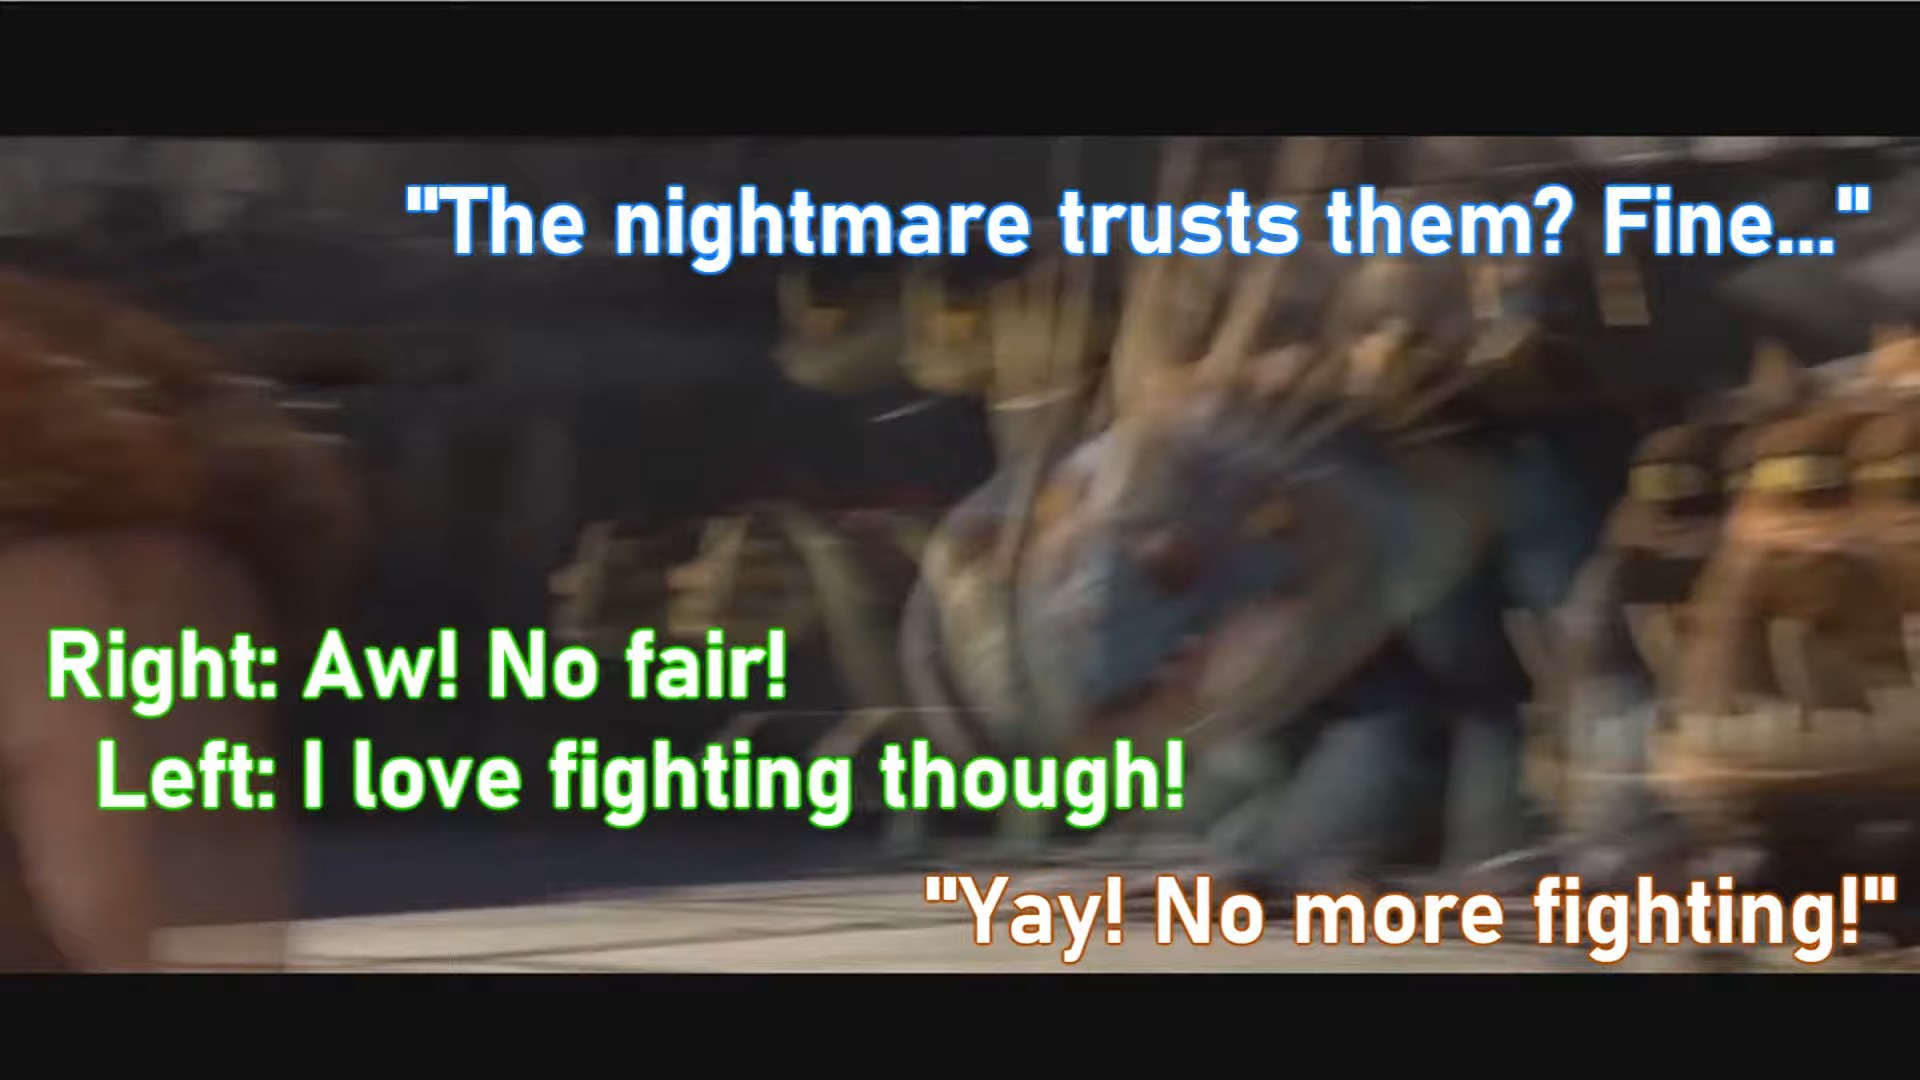 "The nightmare trusts them? Fine..."
Right: Aw! No fair!
Left: I love fighting though!
"Yay! No more fighting!"